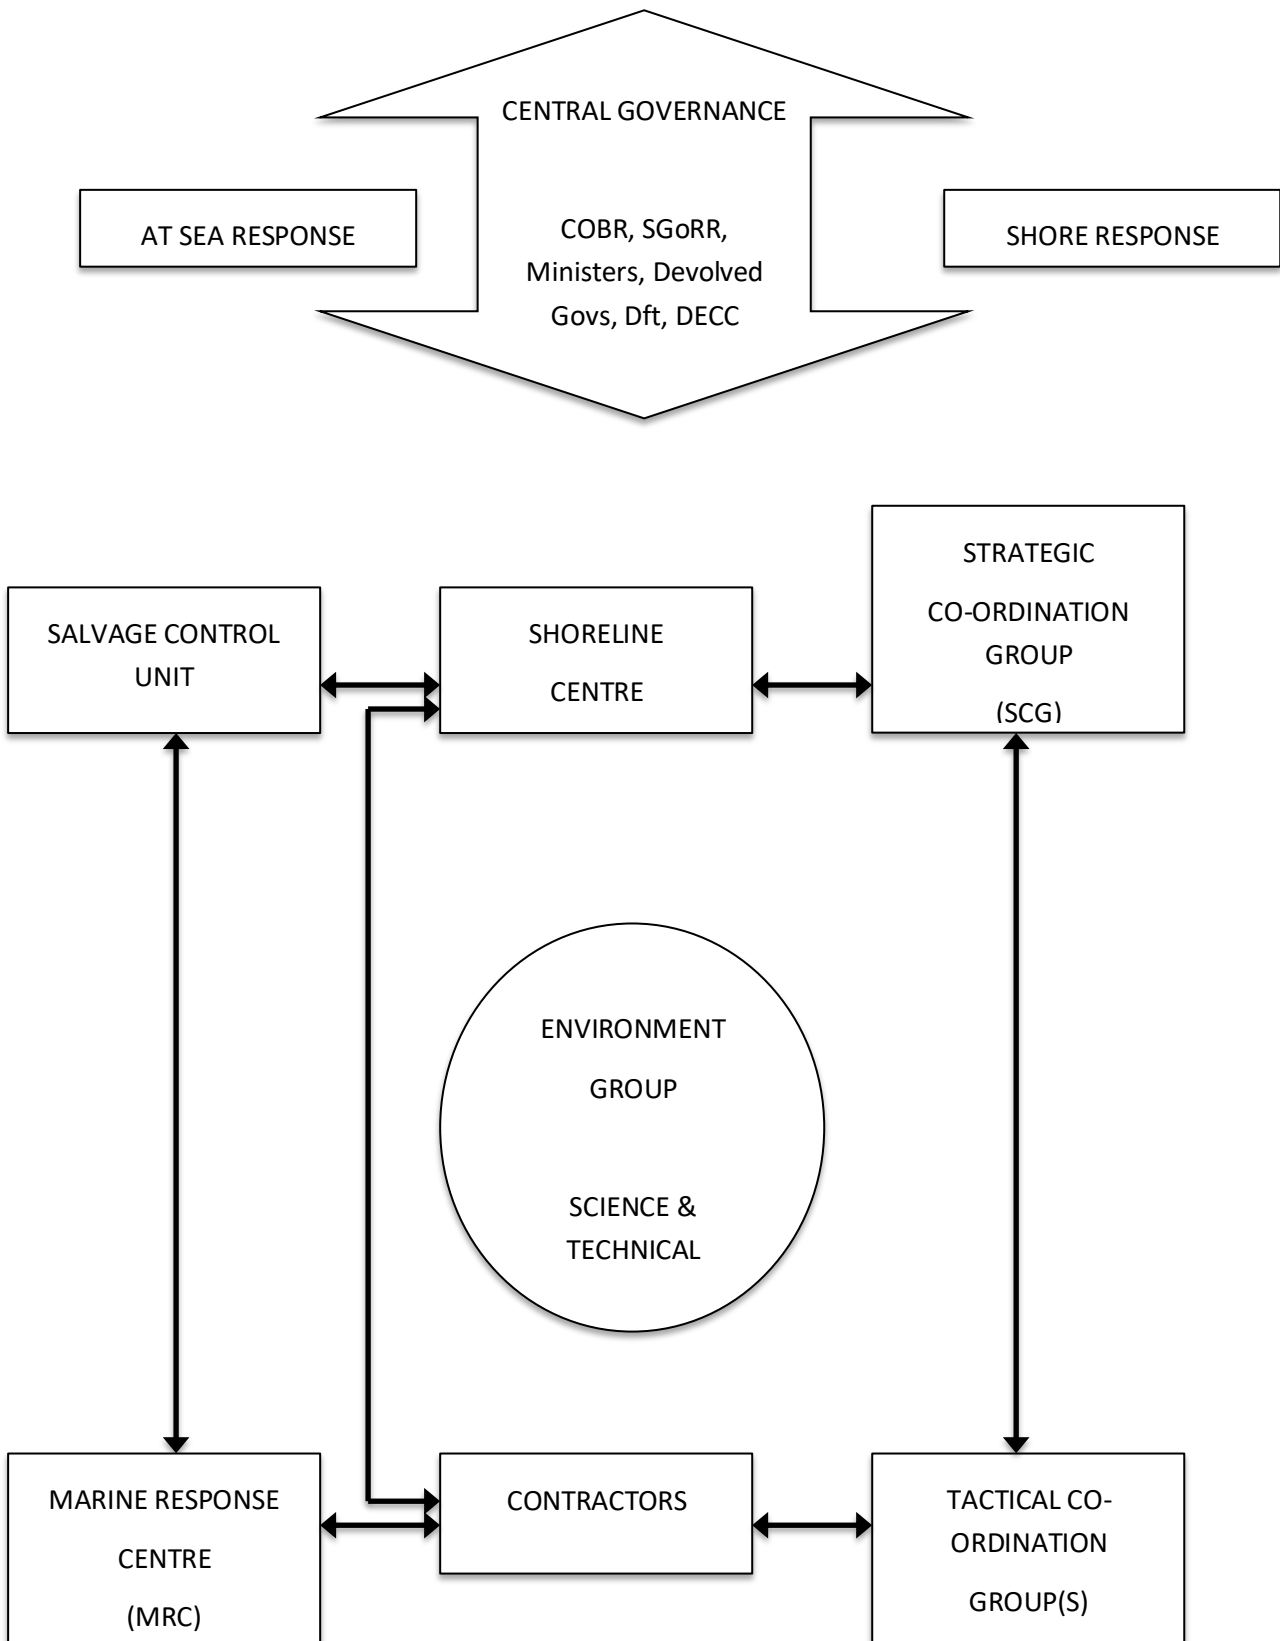 CENTRAL GOVERNANCE
AT SEA RESPONSE
COBR, SGoRR,
Ministers, Devolved
Govs, Dft, DECC
SHORE RESPONSE
SALVAGE CONTROL
UNIT
SHORELINE
CENTRE
STRATEGIC
CO-ORDINATION
GROUP
(SCG)
ENVIRONMENT
GROUP
SCIENCE &
TECHNICAL
MARINE RESPONSE
CENTRE
(MRC)
CONTRACTORS
TACTICAL CO-
ORDINATION
GROUP(S)